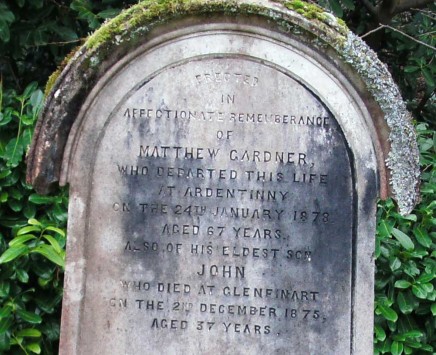 ERECTED
IN
AFFECTIONATE REMEMBERANCE
OF
MATTHEW GARDNER,
WHO DEPARTED THIS LIFE
AT ARDENTINNY
ON THE 24TH JANUARY 1873.
AGED 67 YEARS.
ALSO OF HIS ELDEST SON
JOHN
WHO DIED AT GLENFINART
ON THE 2ND DECEMBER 1875,
AGED 37 YEARS.